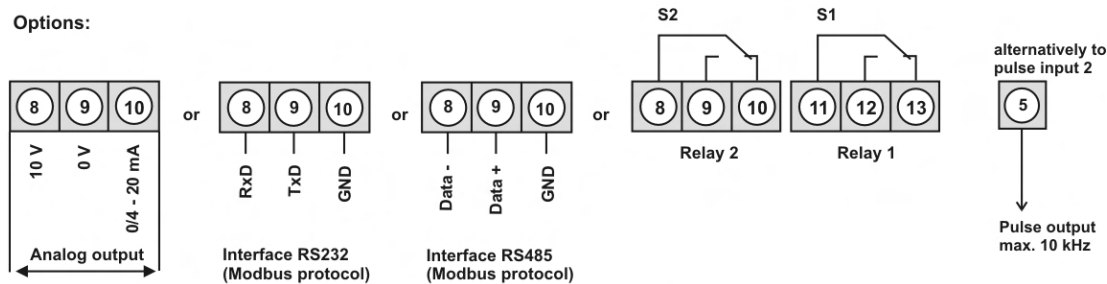 Options:
S2
S1
alternatively to
pulse input 2
8 9 10
or
8 9 10
or
8 9 10
or
8 9 10
11 12 13
5
10 V
0 V
0/4 - 20 mA
RxD
TxD
GND
Data -
Data +
GND
Relay 2
Relay 1
Analog output
Interface RS232
(Modbus protocol)
Interface RS485
(Modbus protocol)
Pulse output
max. 10 kHz